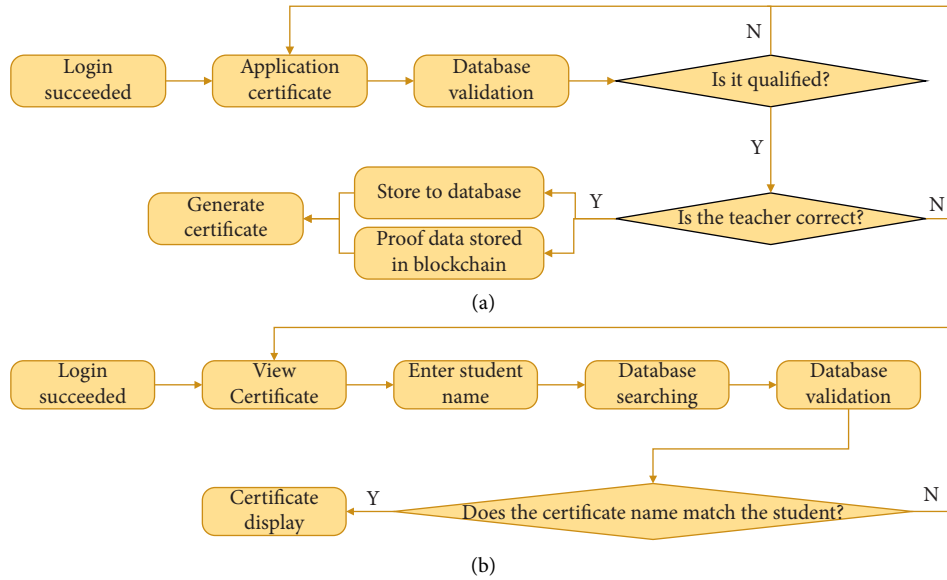 N
Login
succeeded
Application
certificate
Database
validation
Is it qualified?
Y
Generate
certificate
Store to database
Proof data stored
in blockchain
Y
Is the teacher correct?
N
(a)
Login
succeeded
View
Certificate
Enter student
name
Database
searching
Database
validation
Certificate
display
Y
Does the certificate name match the student?
N
(b)